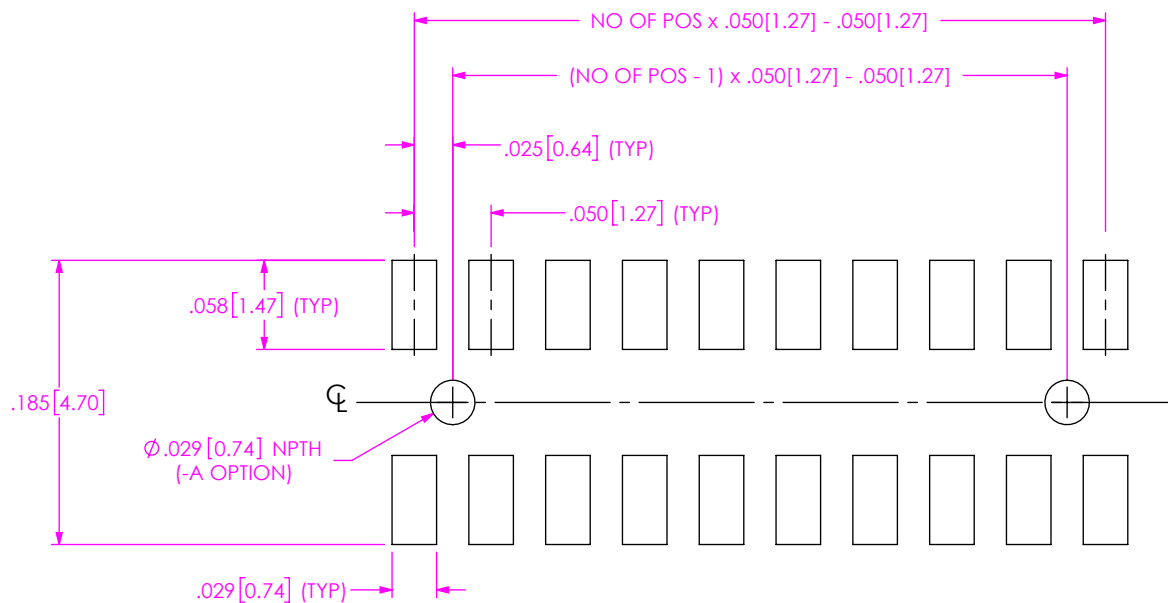 NO OF POS x .050[1.27] - .050[1.27]
(NO OF POS - 1) x .050[1.27] - .050[1.27]
.025[0.64] (TYP)
.050[1.27] (TYP)
.058[1.47] (TYP)
.185[4.70]
℄
Ø.029[0.74] NPTH
(-A OPTION)
.029[0.74] (TYP)